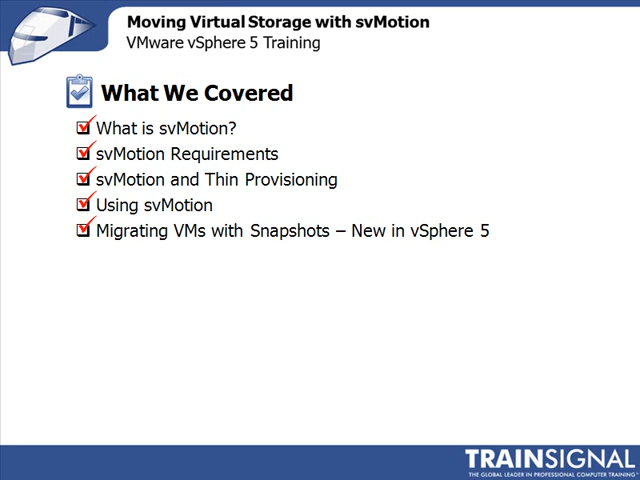 Moving Virtual Storage with svMotion
VMware vSphere 5 Training
What We Covered
What is svMotion?
svMotion Requirements
svMotion and Thin Provisioning
Using svMotion
Migrating VMs with Snapshots – New in vSphere 5
TRAINSIGNAL
THE GLOBAL LEADER IN PROFESSIONAL COMPUTER TRAINING